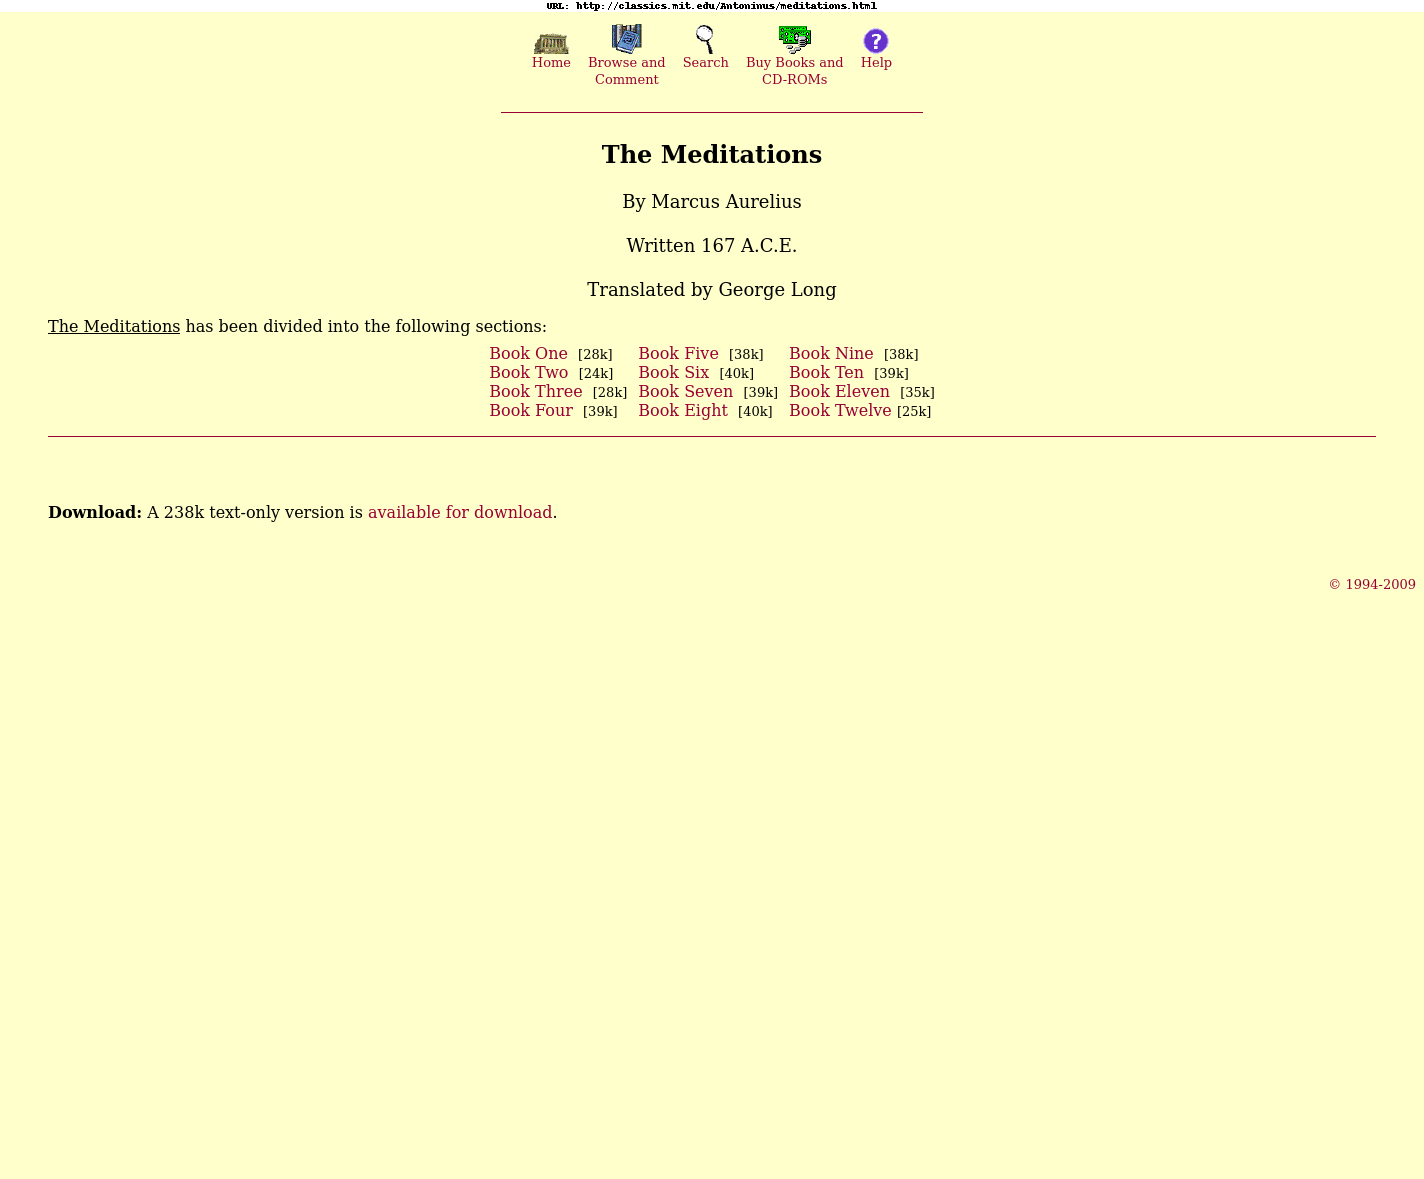 URL: http://classics.mit.edu/Antoninus/meditations.html
Home Browse and Comment Search Buy Books and CD-ROMs Help
The Meditations
By Marcus Aurelius
Written 167 A.C.E.
Translated by George Long
The Meditations has been divided into the following sections:
Book One [28k] Book Five [38k] Book Nine [38k]
Book Two [24k] Book Six [40k] Book Ten [39k]
Book Three [28k] Book Seven [39k] Book Eleven [35k]
Book Four [39k] Book Eight [40k] Book Twelve [25k]
Download: A 238k text-only version is available for download.
© 1994-2009